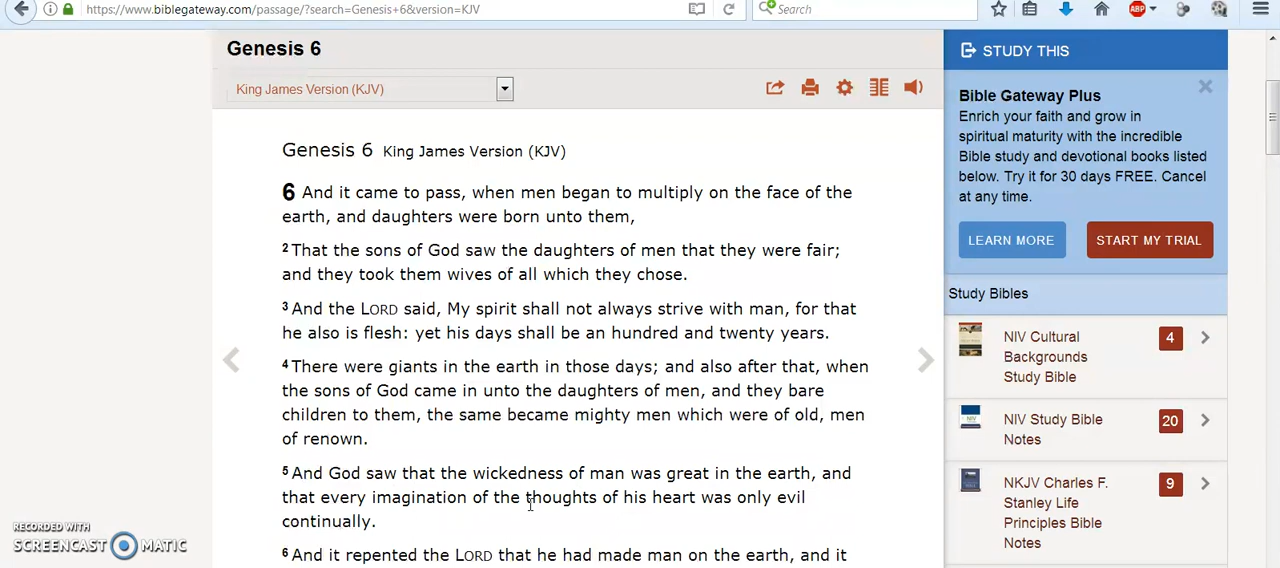 https://www.biblegateway.com/passage/?search=Genesis+6&version=KJV
Search
ABP
Genesis 6
King James Version (KJV)
Genesis 6 King James Version (KJV)
6 And it came to pass, when men began to multiply on the face of the
earth, and daughters were born unto them,
2 That the sons of God saw the daughters of men that they were fair;
and they took them wives of all which they chose.
3 And the LORD said, My spirit shall not always strive with man, for that
he also is flesh: yet his days shall be an hundred and twenty years.
4 There were giants in the earth in those days; and also after that, when
the sons of God came in unto the daughters of men, and they bare
children to them, the same became mighty men which were of old, men
of renown.
5 And God saw that the wickedness of man was great in the earth, and
that every imagination of the thoughts of his heart was only evil
continually.
6 And it repented the LORD that he had made man on the earth, and it
STUDY THIS
Bible Gateway Plus
Enrich your faith and grow in
spiritual maturity with the incredible
Bible study and devotional books listed
below. Try it for 30 days FREE. Cancel
at any time.
LEARN MORE START MY TRIAL
Study Bibles
NIV Cultural
Backgrounds
Study Bible
4
NIV Study Bible
Notes
20
NKJV Charles F.
Stanley Life
Principles Bible
Notes
9
RECORDED WITH
SCREENCAST MATIC